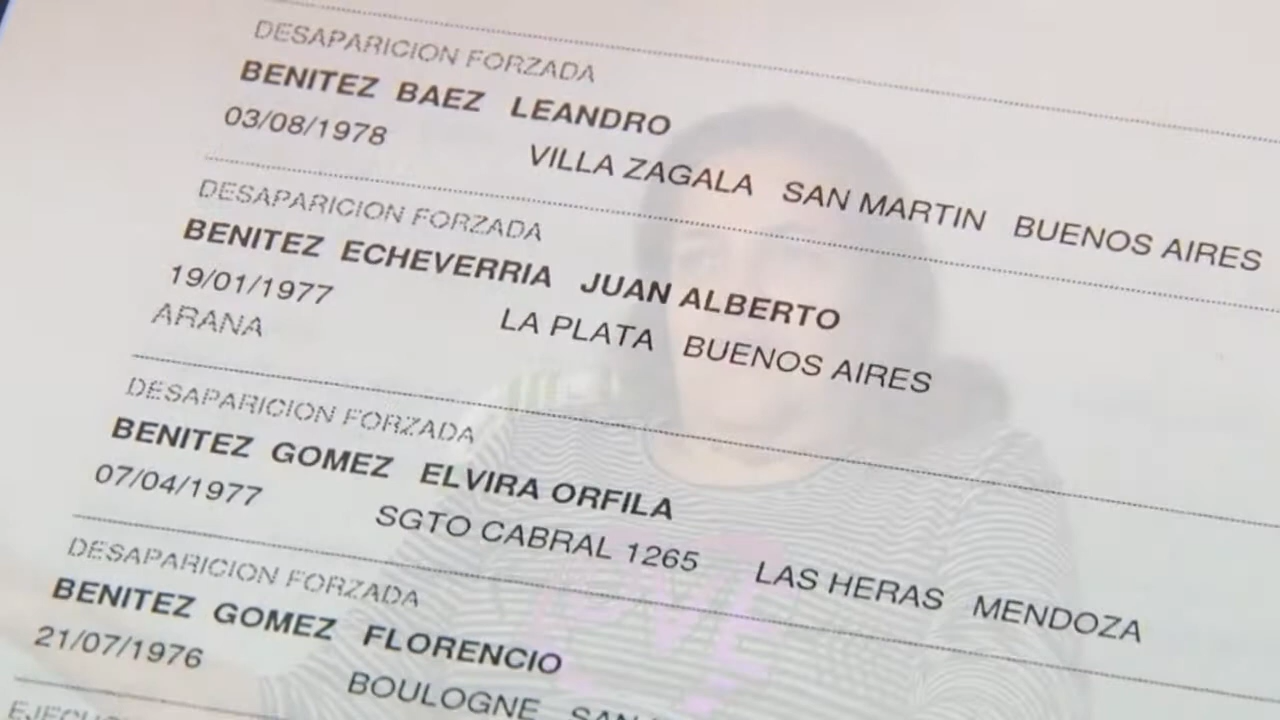 DESAPARICION FORZADA
BENITEZ BAEZ LEANDRO
03/08/1978 VILLA ZAGALA SAN MARTIN BUENOS AIRES
DESAPARICION FORZADA
BENITEZ ECHEVERRIA JUAN ALBERTO
19/01/1977 LA PLATA BUENOS AIRES
ARANA
DESAPARICION FORZADA
BENITEZ GOMEZ ELVIRA ORFILA
07/04/1977 SGTO CABRAL 1265 LAS HERAS MENDOZA
DESAPARICION FORZADA
BENITEZ GOMEZ FLORENCIO
21/07/1976 BOULOGNE SAN